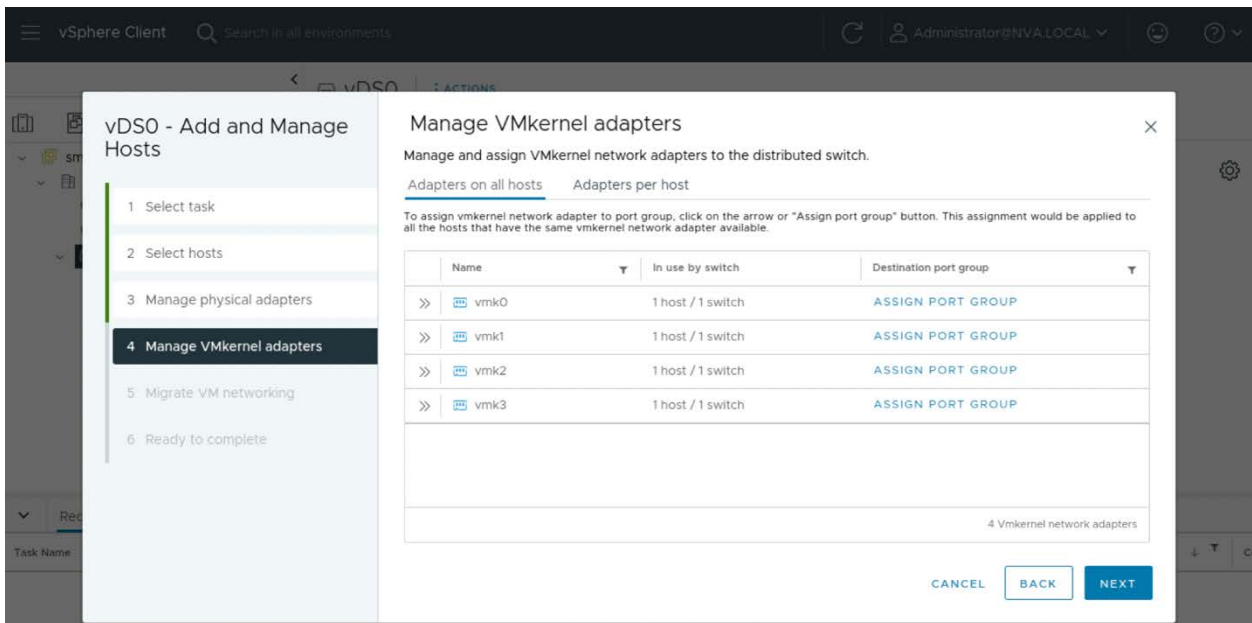 vSphere Client
Search in all environments
Administrator@NVA.LOCAL
vDS0
ACTIONS
vDS0 - Add and Manage
Hosts
1 Select task
2 Select hosts
3 Manage physical adapters
4 Manage VMkernel adapters
5 Migrate VM networking
6 Ready to complete
Manage VMkernel adapters
Manage and assign VMkernel network adapters to the distributed switch.
Adapters on all hosts Adapters per host
To assign vmkernel network adapter to port group, click on the arrow or "Assign port group" button. This assignment would be applied to
all the hosts that have the same vmkernel network adapter available.
Name In use by switch Destination port group
vmk0 1 host / 1 switch ASSIGN PORT GROUP
vmk1 1 host / 1 switch ASSIGN PORT GROUP
vmk2 1 host / 1 switch ASSIGN PORT GROUP
vmk3 1 host / 1 switch ASSIGN PORT GROUP
4 Vmkernel network adapters
CANCEL BACK NEXT
Task Name